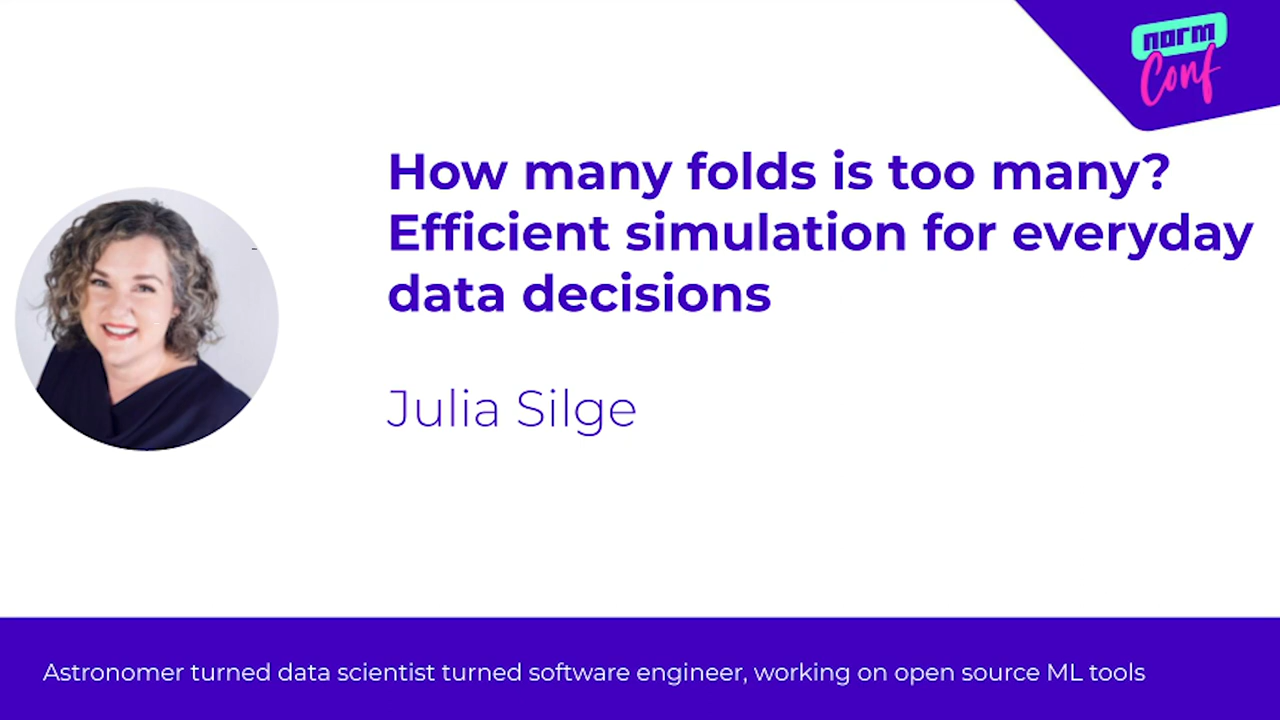 norm
Conf
How many folds is too many?
Efficient simulation for everyday
data decisions
Julia Silge
Astronomer turned data scientist turned software engineer, working on open source ML tools